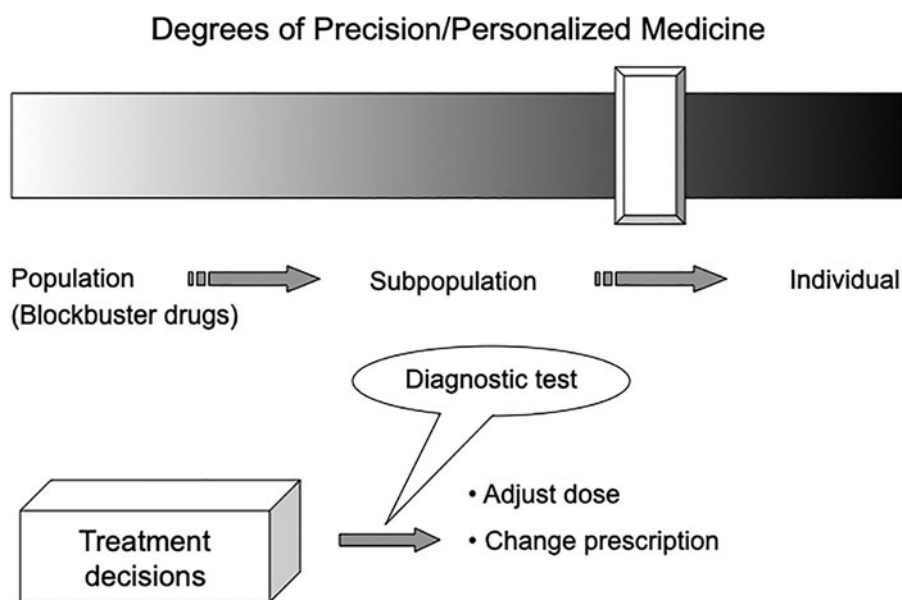 Degrees of Precision/Personalized Medicine
Population
(Blockbuster drugs)
Subpopulation
Individual
Diagnostic test
Treatment
decisions
• Adjust dose
• Change prescription